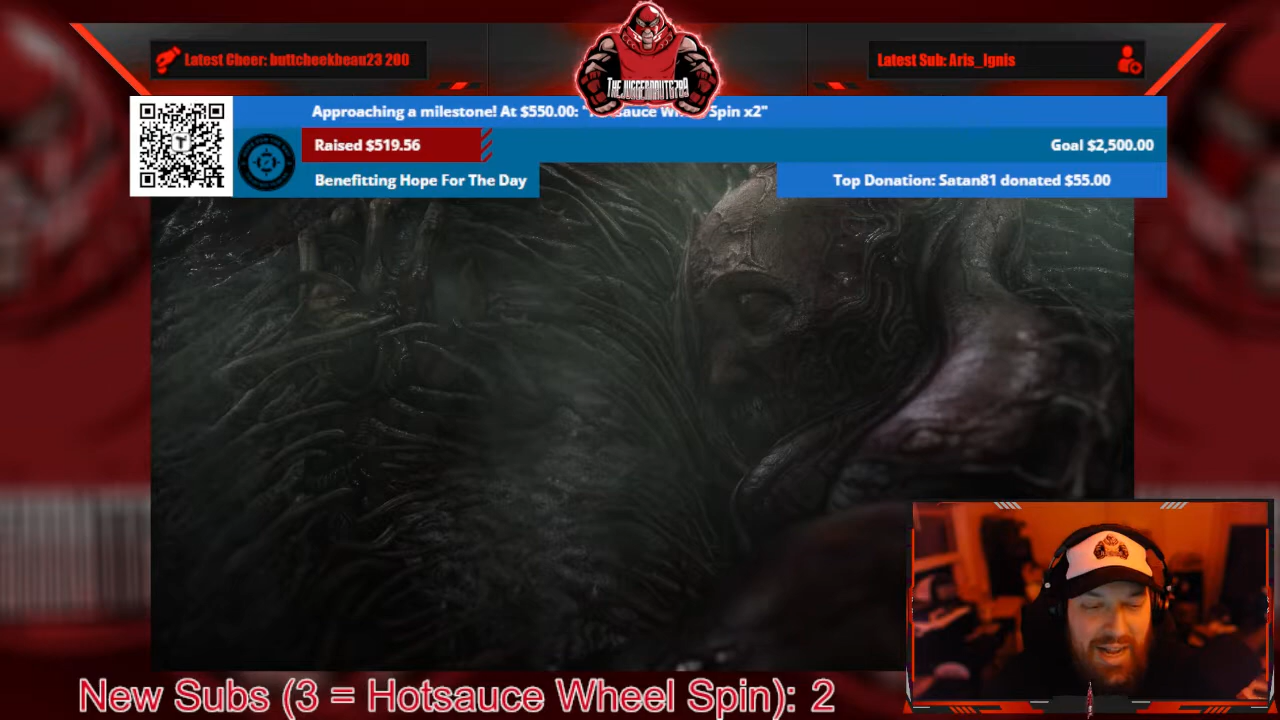 Latest Cheer: buttcheekbeau23 200
THEJUGGERNAUT6789
Latest Sub: Aris_Ignis
Approaching a milestone! At $550.00: " Spin x2"
Raised $519.56
Goal $2,500.00
Benefitting Hope For The Day
Top Donation: Satan81 donated $55.00
New Subs (3 = Hotsauce Wheel Spin): 2